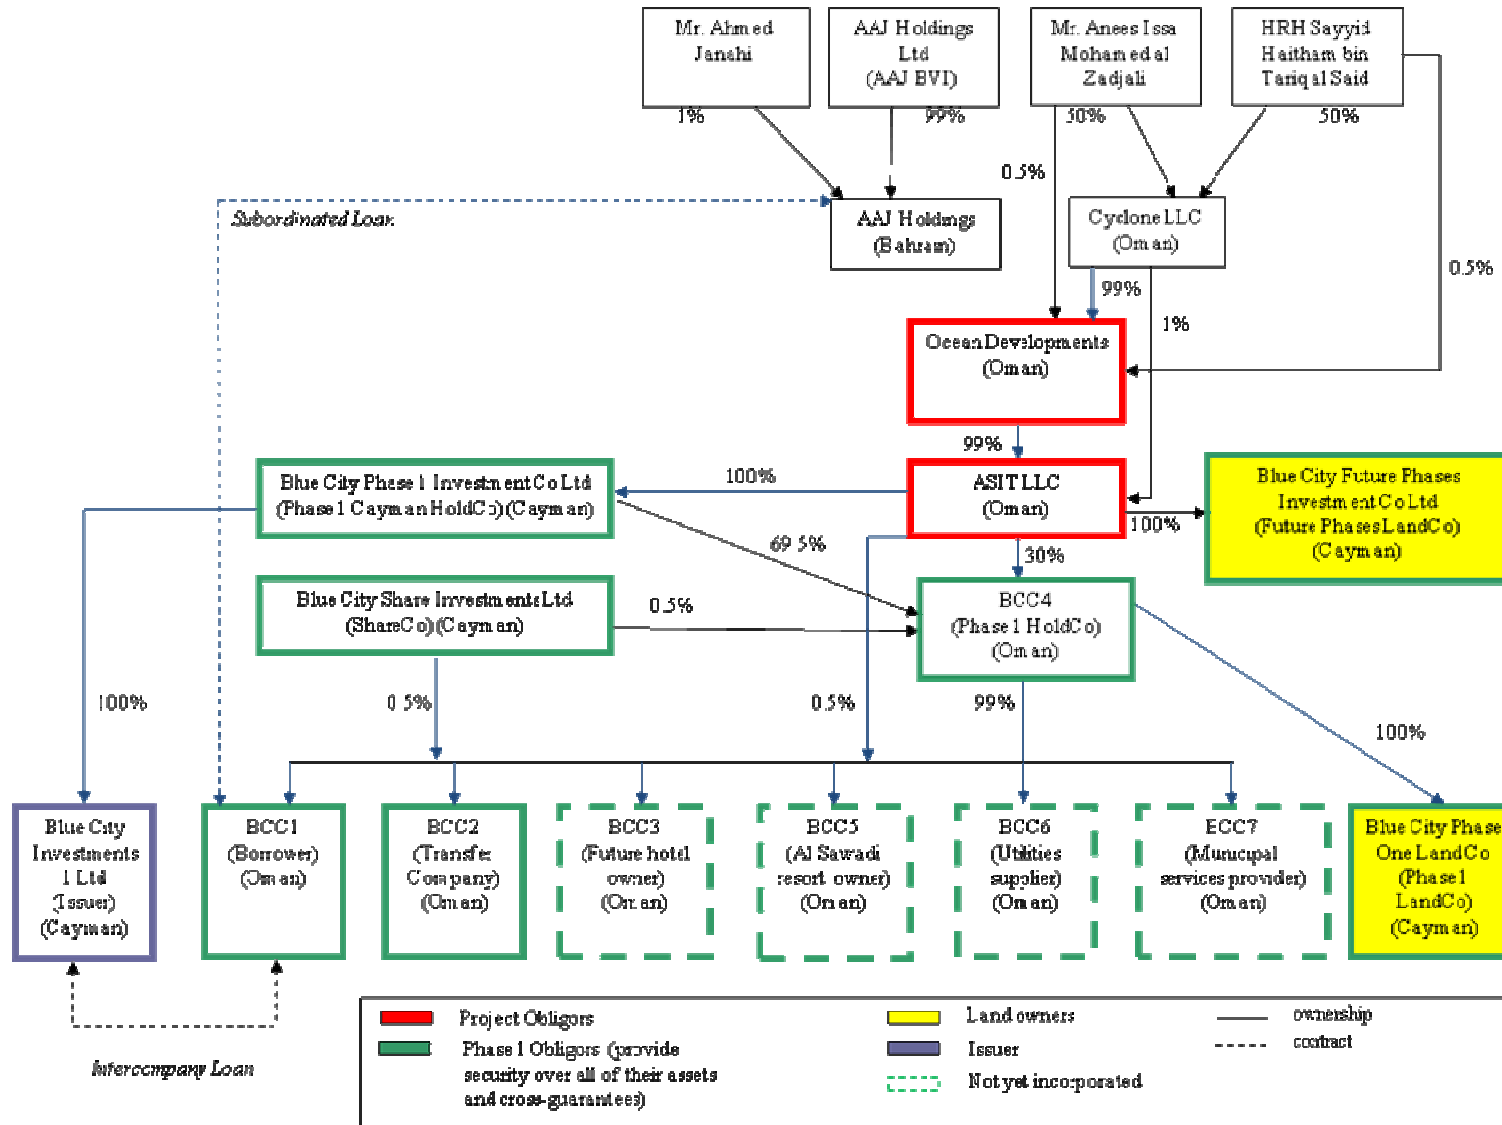 Mr. Ahmed
Janahi
AAJ Holdings
Ltd
(AAJ BVI)
Mr. Anees Issa
Mohamed al
Zadjali
HRH Sayyid
Haitham bin
Tariq al Said
1%
99%
50%
50%
0.5%
Subordinated Loan
AAJ Holdings
(Bahrain)
Cyclone LLC
(Oman)
0.5%
99%
1%
Ocean Developments
(Oman)
99%
Blue City Phase 1 Investment Co Ltd
(Phase 1 Cayman HoldCo) (Cayman)
100%
ASIT LLC
(Oman)
100%
Blue City Future Phases
Investment Co Ltd
(Future Phases LandCo)
(Cayman)
69.5%
30%
Blue City Share Investments Ltd
(ShareCo) (Cayman)
0.5%
BCC4
(Phase 1 HoldCo)
(Oman)
100%
0.5%
0.5%
99%
100%
Blue City
Investments
1 Ltd
(Issuer)
(Cayman)
BCC1
(Borrower)
(Oman)
BCC2
(Transfer
Company)
(Oman)
BCC3
(Future hotel
owner)
(Oman)
BCC5
(Al Sawadi
resort owner)
(Oman)
BCC6
(Utilities
supplier)
(Oman)
BCC7
(Municipal
services provider)
(Oman)
Blue City Phase
One LandCo
(Phase 1
LandCo)
(Cayman)
Intercompany Loan
Project Obligors
Phase 1 Obligors (provide
security over all of their assets
and cross-guarantees)
Land owners
Issuer
Not yet incorporated
ownership
contract